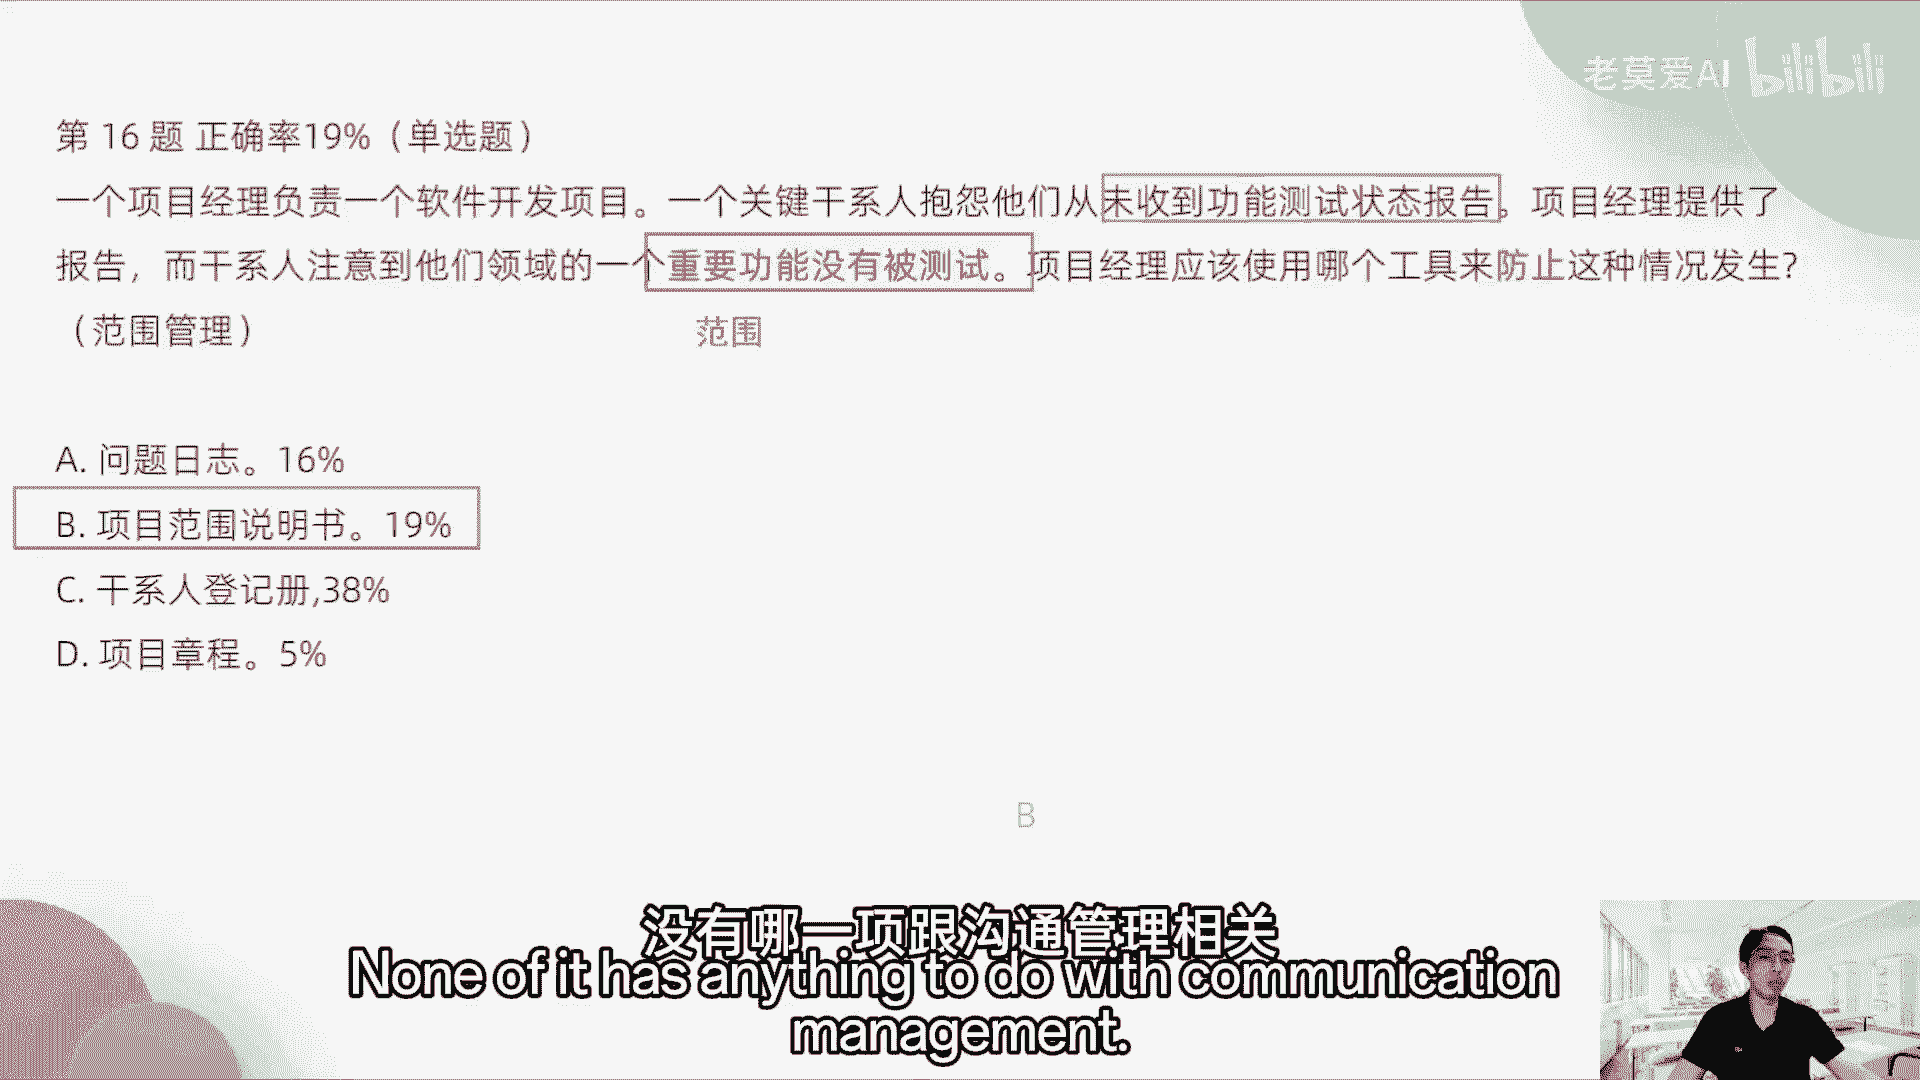 老莫爱AI bilibili
第 16 题 正确率19%（单选题）
一个项目经理负责一个软件开发项目。一个关键干系人抱怨他们从未收到功能测试状态报告。项目经理提供了
报告，而干系人注意到他们领域的一个重要功能没有被测试。项目经理应该使用哪个工具来防止这种情况发生?
（范围管理）
范围
A. 问题日志。16%
B. 项目范围说明书。19%
C. 干系人登记册,38%
D. 项目章程。5%
B
没有哪一项跟沟通管理相关
None of it has anything to do with communication
management.